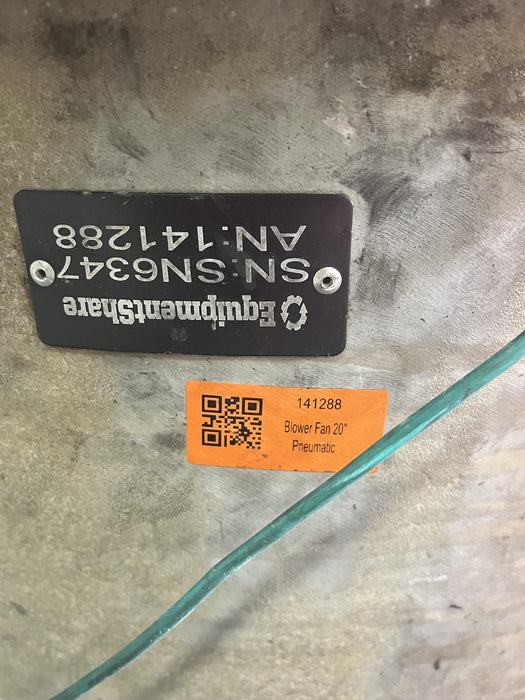 EquipmentShare
SN:SN6347
AN:141288
141288
Blower Fan 20"
Pneumatic